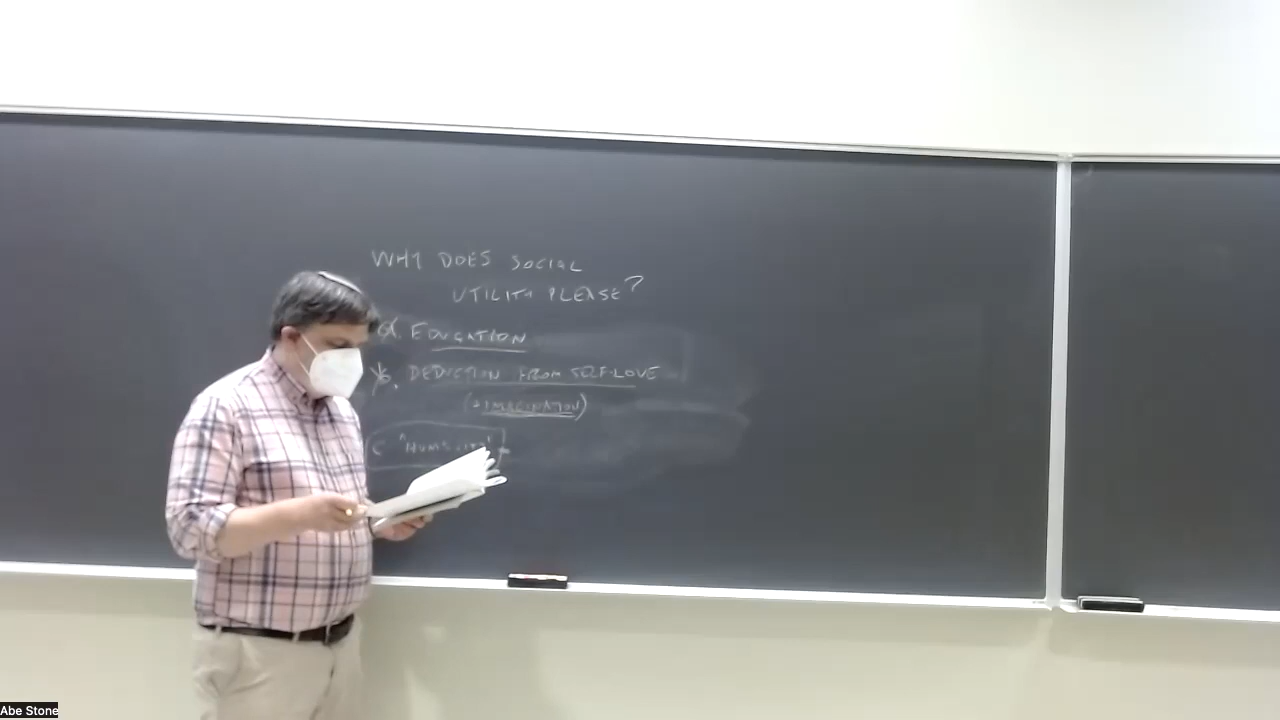 WHY DOES SOCIAL
UTILITY PLEASE?
a. EDUCATION
b. DEDUCTION FROM SELF-LOVE
(+ IMAGINATION)
C "HUMANITY"
Abe Stone